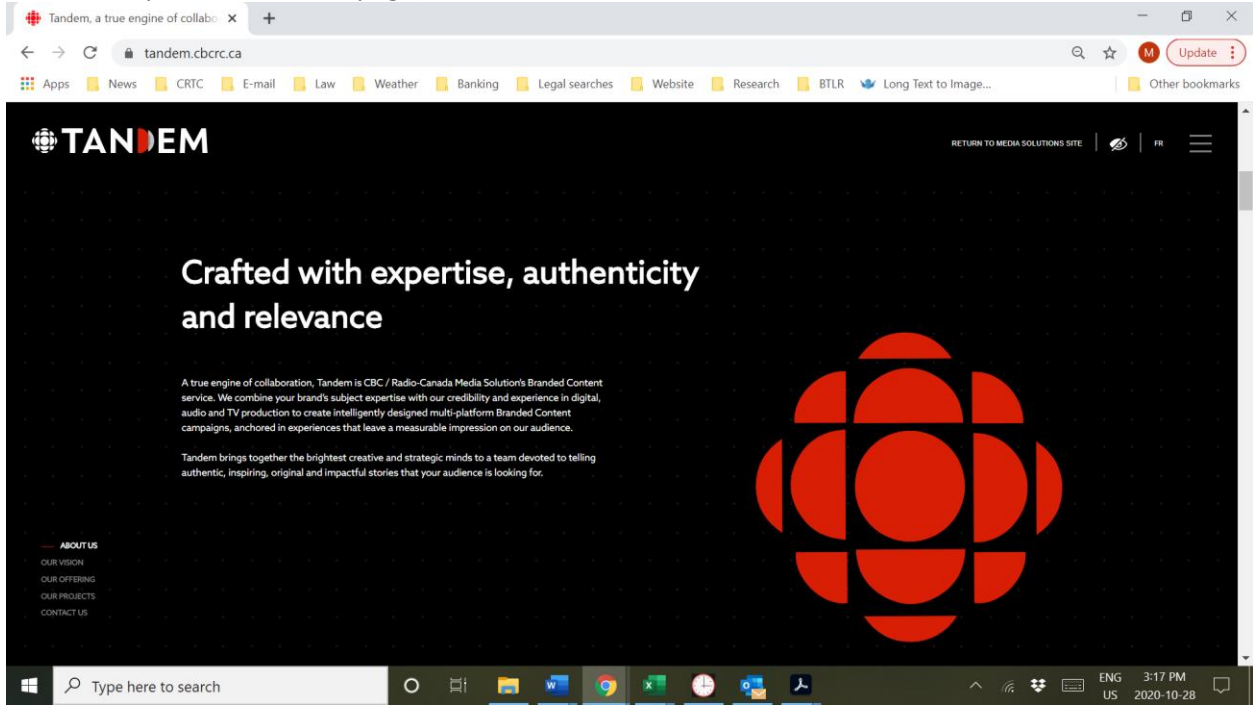 Tandem, a true engine of collabo
tandem.cbcrc.ca
M
Update
Apps
News
CRTC
E-mail
Law
Weather
Banking
Legal searches
Website
Research
BTLR
Long Text to Image...
Other bookmarks
TANDEM
RETURN TO MEDIA SOLUTIONS SITE
FR
Crafted with expertise, authenticity
and relevance
A true engine of collaboration, Tandem is CBC / Radio-Canada Media Solution's Branded Content
service. We combine your brand's subject expertise with our credibility and experience in digital,
audio and TV production to create intelligently designed multi-platform Branded Content
campaigns, anchored in experiences that leave a measurable impression on our audience.
Tandem brings together the brightest creative and strategic minds to a team devoted to telling
authentic, inspiring, original and impactful stories that your audience is looking for.
ABOUT US
OUR VISION
OUR OFFERING
OUR PROJECTS
CONTACT US
Type here to search
ENG
US
3:17 PM
2020-10-28